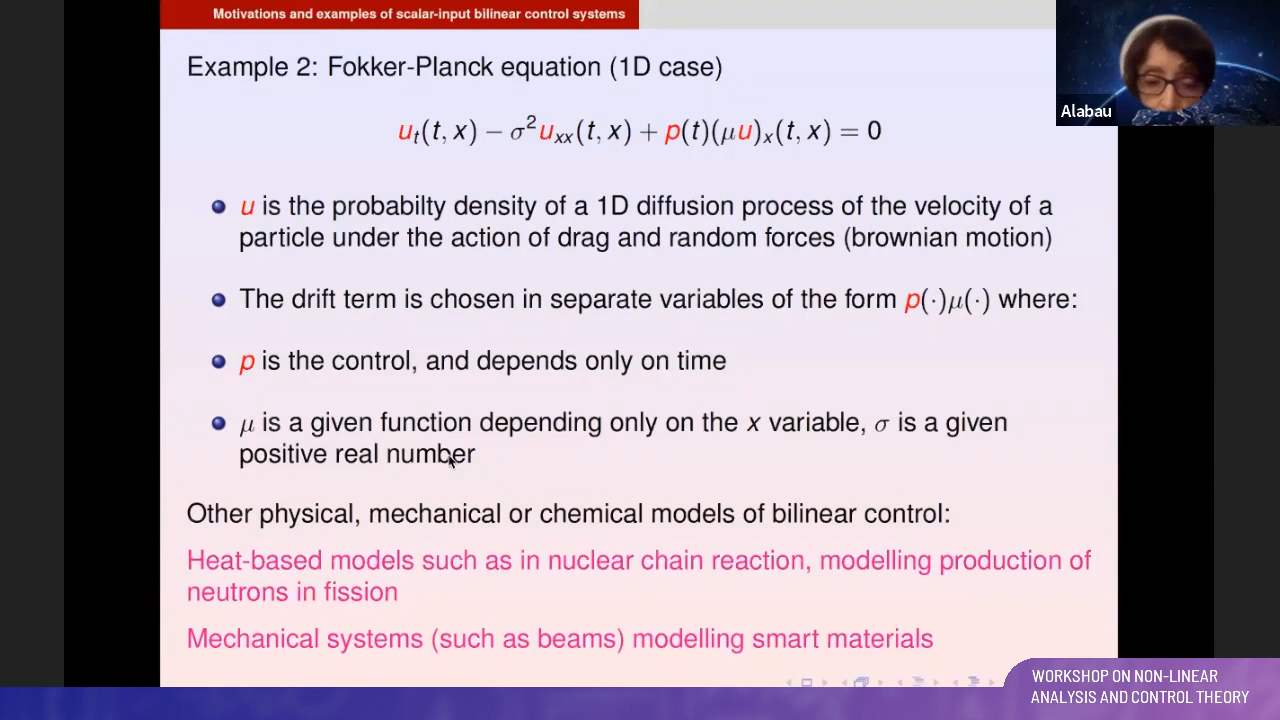 Motivations and examples of scalar-input bilinear control systems
Example 2: Fokker-Planck equation (1D case)
u_t(t, x) − σ²u_xx(t, x) + p(t)(μu)_x(t, x) = 0
u is the probabilty density of a 1D diffusion process of the velocity of a
particle under the action of drag and random forces (brownian motion)
The drift term is chosen in separate variables of the form p(·)μ(·) where:
p is the control, and depends only on time
μ is a given function depending only on the x variable, σ is a given
positive real number
Other physical, mechanical or chemical models of bilinear control:
Heat-based models such as in nuclear chain reaction, modelling production of
neutrons in fission
Mechanical systems (such as beams) modelling smart materials
Alabau
WORKSHOP ON NON-LINEAR
ANALYSIS AND CONTROL THEORY